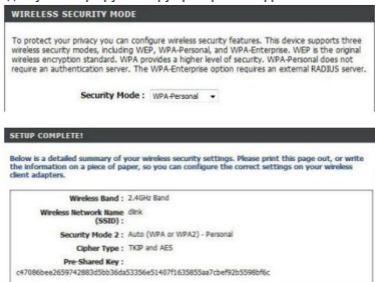 WIRELESS SECURITY MODE
To protect your privacy you can configure wireless security features. This device supports three
wireless security modes, including WEP, WPA-Personal, and WPA-Enterprise. WEP is the original
wireless encryption standard. WPA provides a higher level of security. WPA-Personal does not
require an authentication server. The WPA-Enterprise option requires an external RADIUS server.
Security Mode : WPA-Personal
SETUP COMPLETE!
Below is a detailed summary of your wireless security settings. Please print this page out, or write
the information on a piece of paper, so you can configure the correct settings on your wireless
client adapters.
Wireless Band : 2.4GHz Band
Wireless Network Name dlink
(SSID) :
Security Mode 2 : Auto (WPA or WPA2) - Personal
Cipher Type : TKIP and AES
Pre-Shared Key :
c47086bee2659742883d5bb36da53356e51407f1635855aa7cbef92b5598bf6c